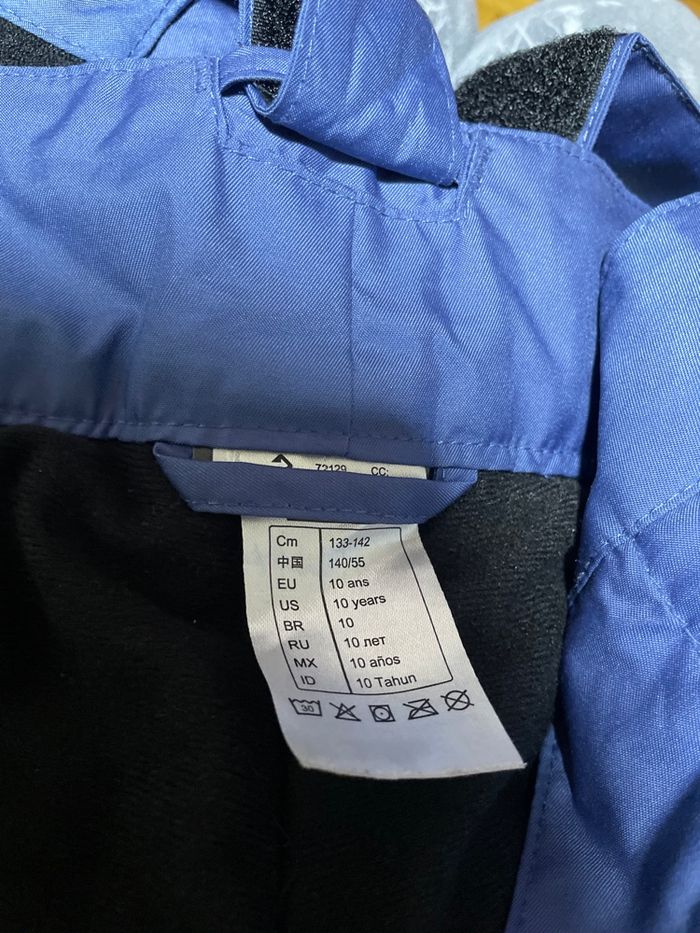 72129 CC:
Cm 133-142
中国 140/55
EU 10 ans
US 10 years
BR 10
RU 10 лет
MX 10 años
ID 10 Tahun
30